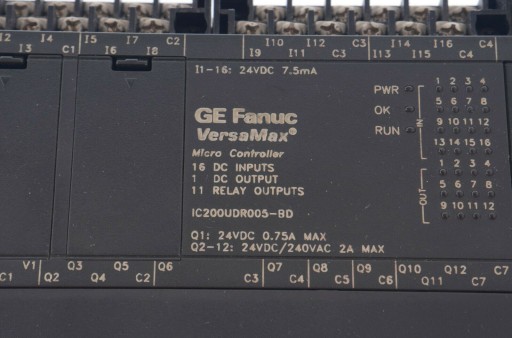 I2 I4 I5 I7 C2 I10 I12 C3 I14 I16 C4
I3 C1 I6 I8 I9 I11 C3 I13 I15 C4
I1-16: 24VDC 7.5mA
PWR
OK
RUN
1 2 3 4
5 6 7 8
9 10 11 12
13 14 15 16
IN
1 2 3 4
5 6 7 8
9 10 11 12
OUT
GE Fanuc
VersaMax®
Micro Controller
16 DC INPUTS
1 DC OUTPUT
11 RELAY OUTPUTS
IC200UDR005-BD
Q1: 24VDC 0.75A MAX
Q2-12: 24VDC/240VAC 2A MAX
V1 Q3 Q5 Q6 Q7 Q8 Q9 Q10 Q12 C7
C1 Q2 Q4 C2 C3 C4 C5 C6 Q11 C7